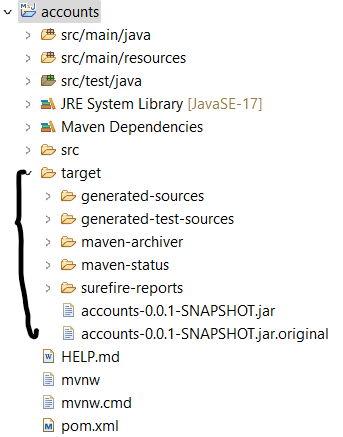 accounts
src/main/java
src/main/resources
src/test/java
JRE System Library [JavaSE-17]
Maven Dependencies
src
target
generated-sources
generated-test-sources
maven-archiver
maven-status
surefire-reports
accounts-0.0.1-SNAPSHOT.jar
accounts-0.0.1-SNAPSHOT.jar.original
HELP.md
mvnw
mvnw.cmd
pom.xml